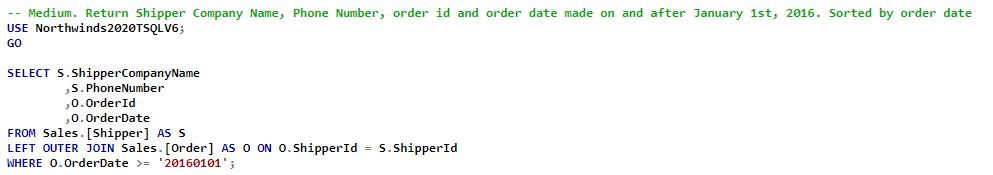 -- Medium. Return Shipper Company Name, Phone Number, order id and order date made on and after January 1st, 2016. Sorted by order date
USE Northwinds2020TSQLV6;
GO
SELECT S.ShipperCompanyName
,S.PhoneNumber
,O.OrderId
,O.OrderDate
FROM Sales.[Shipper] AS S
LEFT OUTER JOIN Sales.[Order] AS O ON O.ShipperId = S.ShipperId
WHERE O.OrderDate >= '20160101';